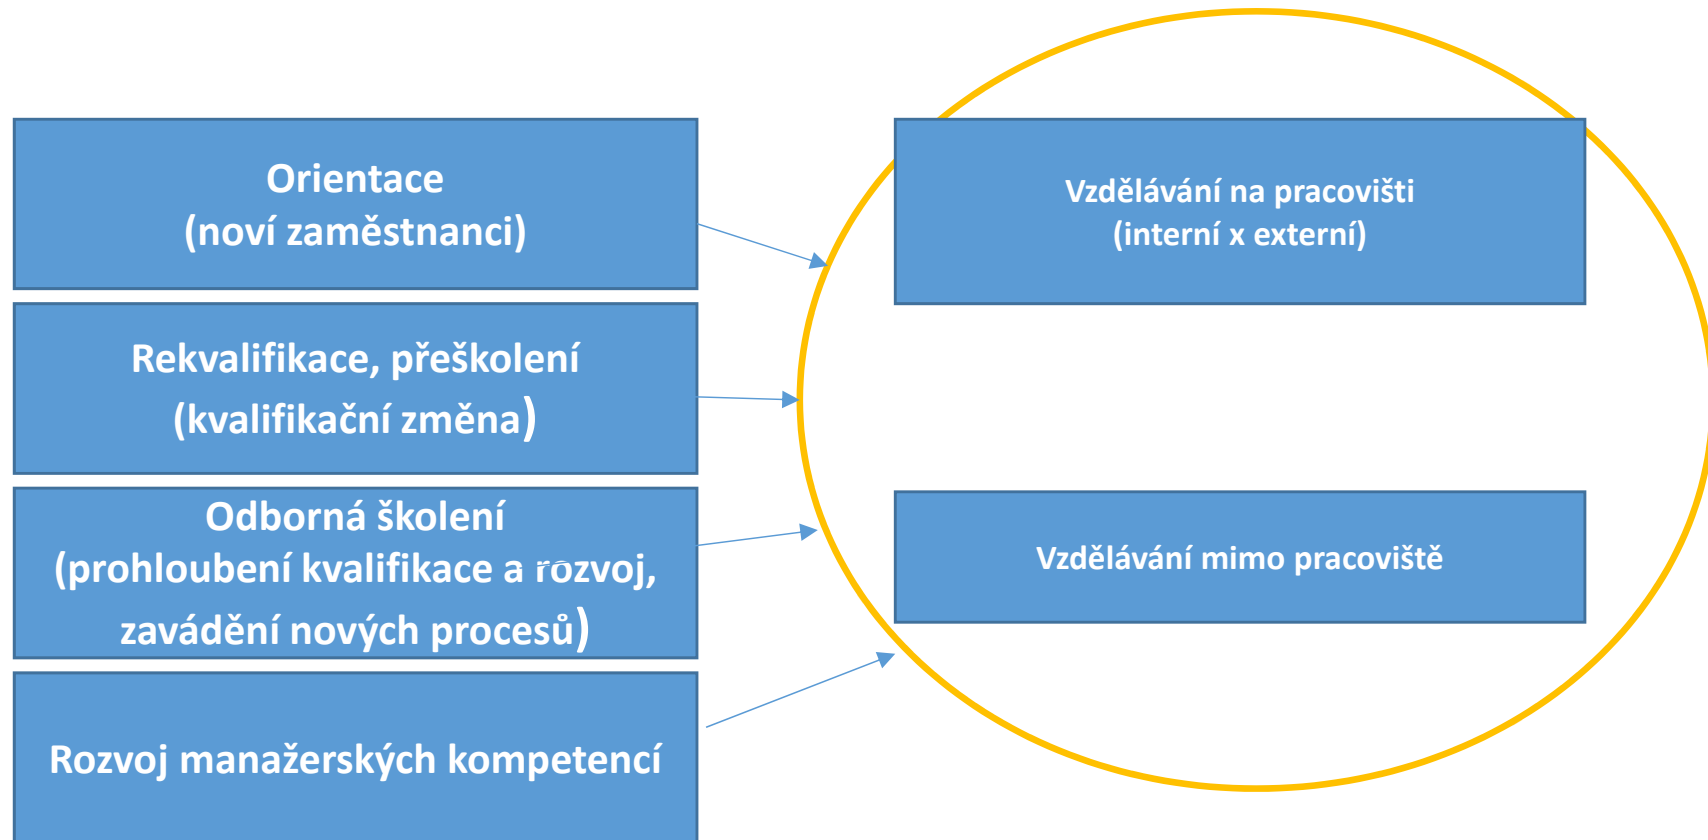 Orientace
(noví zaměstnanci)
Rekvalifikace, přeškolení
(kvalifikační změna)
Odborná školení
(prohloubení kvalifikace a rozvoj,
zavádění nových procesů)
Rozvoj manažerských kompetencí
Vzdělávání na pracovišti
(interní x externí)
Vzdělávání mimo pracoviště